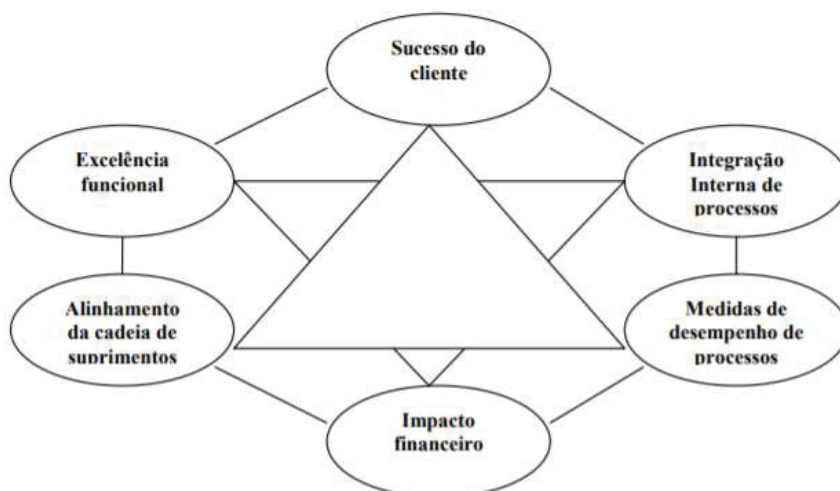 Sucesso do
cliente
Excelência
funcional
Integração
Interna de
processos
Alinhamento
da cadeia de
suprimentos
Medidas de
desempenho de
processos
Impacto
financeiro